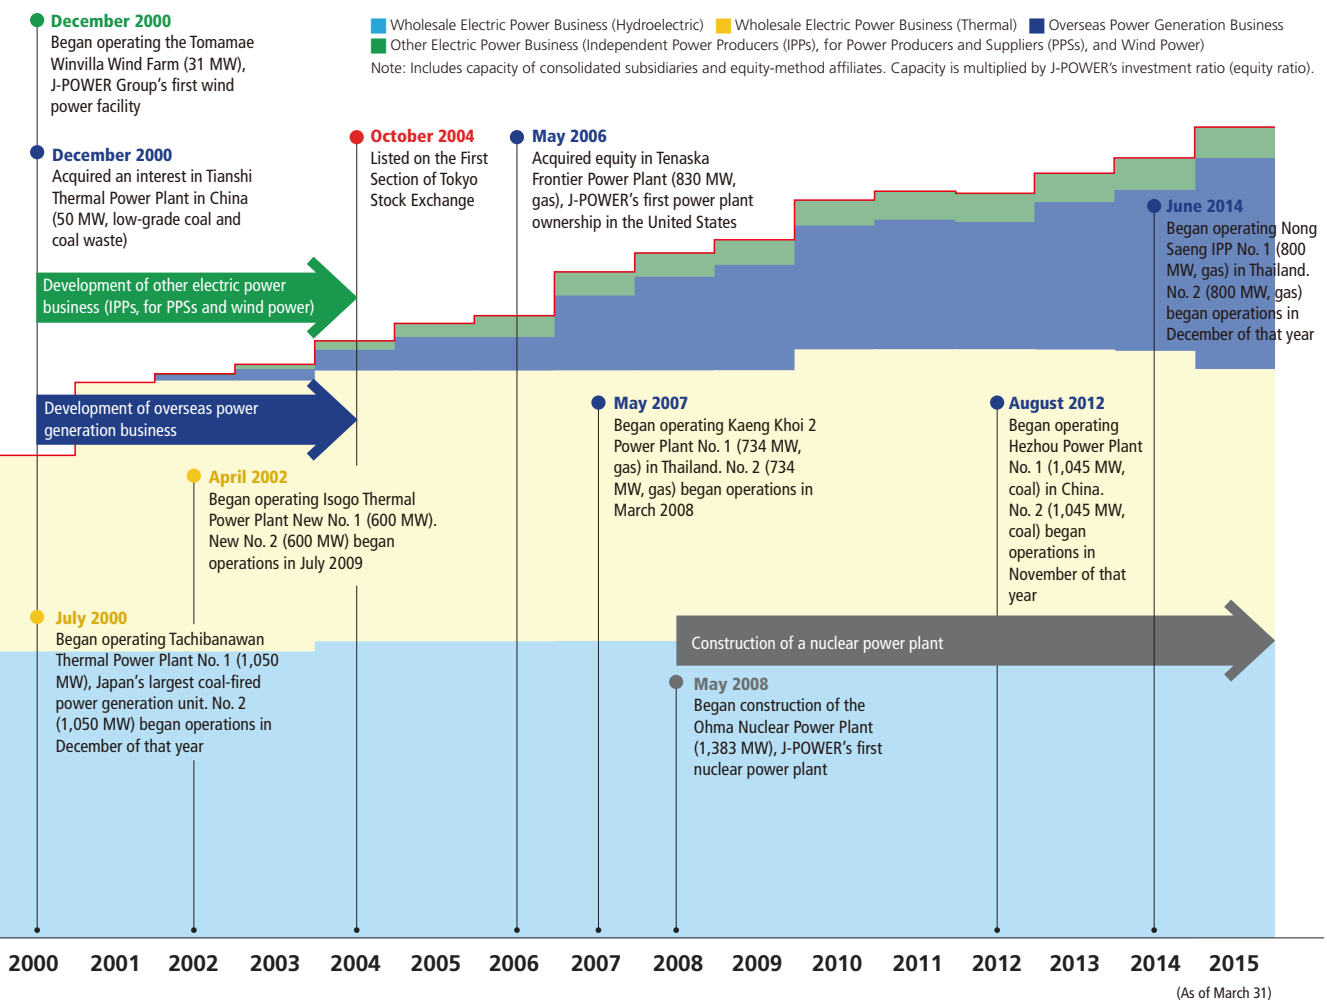 December 2000
Began operating the Tomamae
Winvilla Wind Farm (31 MW),
J-POWER Group's first wind
power facility
Wholesale Electric Power Business (Hydroelectric) Wholesale Electric Power Business (Thermal) Overseas Power Generation Business
Other Electric Power Business (Independent Power Producers (IPPs), for Power Producers and Suppliers (PPSs), and Wind Power)
Note: Includes capacity of consolidated subsidiaries and equity-method affiliates. Capacity is multiplied by J-POWER's investment ratio (equity ratio).
December 2000
Acquired an interest in Tianshi
Thermal Power Plant in China
(50 MW, low-grade coal and
coal waste)
October 2004
Listed on the First
Section of Tokyo
Stock Exchange
May 2006
Acquired equity in Tenaska
Frontier Power Plant (830 MW,
gas), J-POWER's first power plant
ownership in the United States
June 2014
Began operating Nong
Saeng IPP No. 1 (800
MW, gas) in Thailand.
No. 2 (800 MW, gas)
began operations in
December of that year
Development of other electric power
business (IPPs, for PPSs and wind power)
Development of overseas power
generation business
May 2007
Began operating Kaeng Khoi 2
Power Plant No. 1 (734 MW,
gas) in Thailand. No. 2 (734
MW, gas) began operations in
March 2008
August 2012
Began operating
Hezhou Power Plant
No. 1 (1,045 MW,
coal) in China.
No. 2 (1,045 MW,
coal) began
operations in
November of that
year
April 2002
Began operating Isogo Thermal
Power Plant New No. 1 (600 MW).
New No. 2 (600 MW) began
operations in July 2009
July 2000
Began operating Tachibanawan
Thermal Power Plant No. 1 (1,050
MW), Japan's largest coal-fired
power generation unit. No. 2
(1,050 MW) began operations in
December of that year
Construction of a nuclear power plant
May 2008
Began construction of the
Ohma Nuclear Power Plant
(1,383 MW), J-POWER's first
nuclear power plant
2000 2001 2002 2003 2004 2005 2006 2007 2008 2009 2010 2011 2012 2013 2014 2015
(As of March 31)